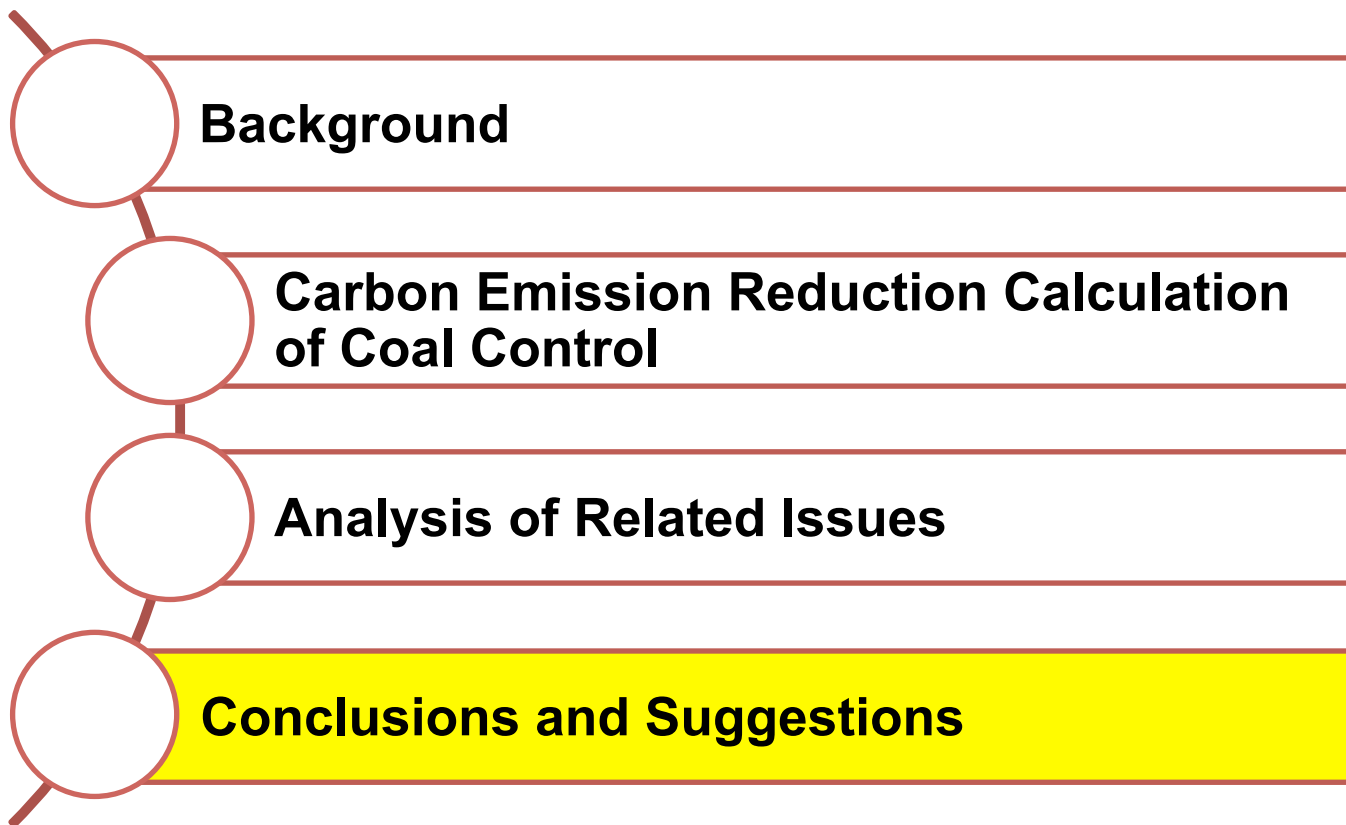 Background
Carbon Emission Reduction Calculation
of Coal Control
Analysis of Related Issues
Conclusions and Suggestions